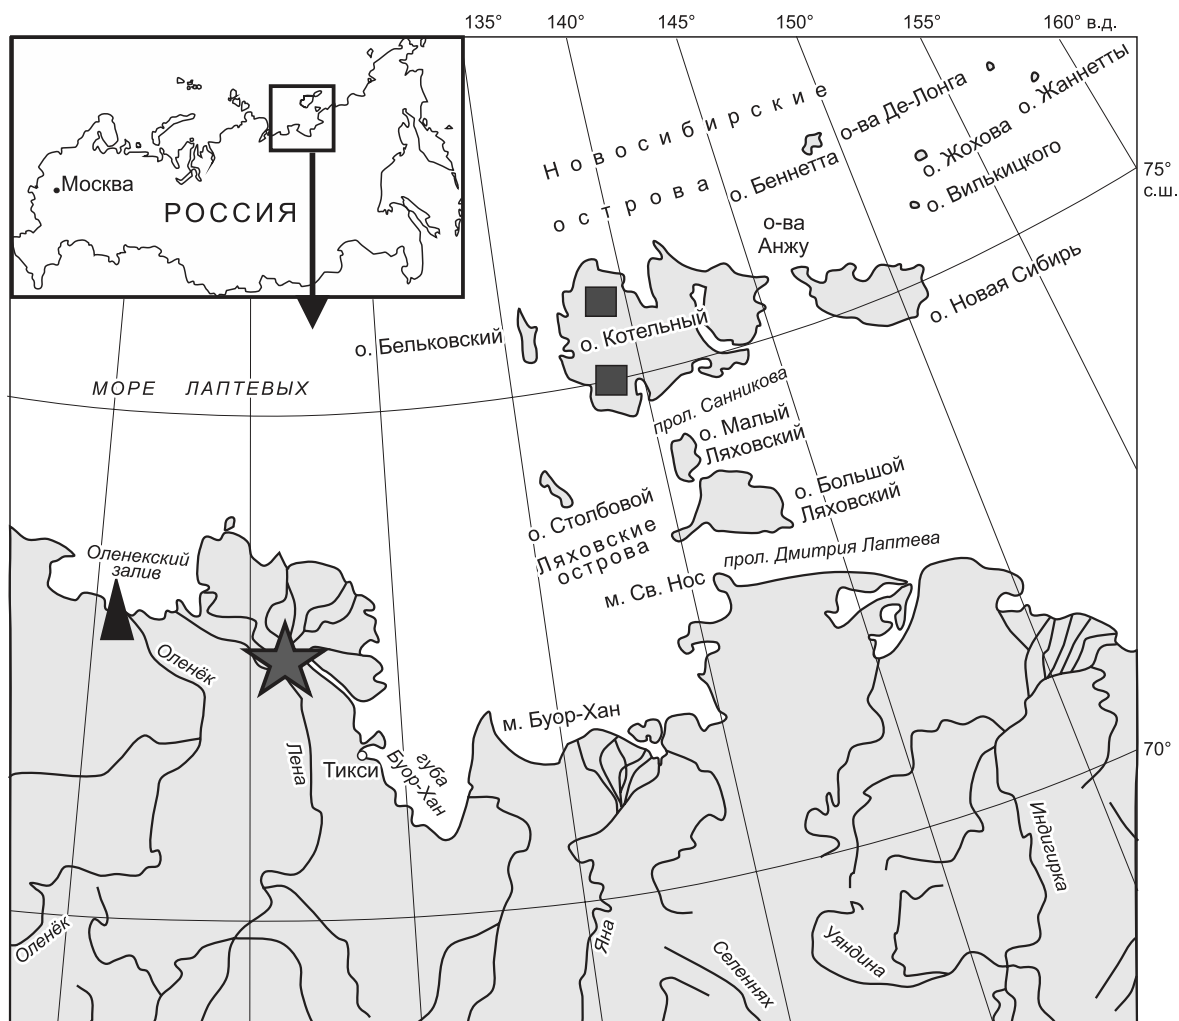 135° 140° 145° 150° 155° 160° в.д.
Москва
РОССИЯ
Новосибирские
острова
о-ва Де-Лонга
о. Жаннетты
о. Жохова
о. Беннетта
о. Вилькицкого
75°
с.ш.
о-ва
Анжу
о. Новая Сибирь
о. Бельковский
о. Котельный
МОРЕ ЛАПТЕВЫХ
прол. Санникова
о. Малый
Ляховский
о. Большой
Ляховский
о. Столбовой
Ляховские
острова
прол. Дмитрия Лаптева
м. Св. Нос
Оленекский
залив
Оленёк
м. Буор-Хан
Лена
Тикси
губа
Буор-Хан
70°
Индигирка
Оленёк
Яна
Селеннях
Уяндина